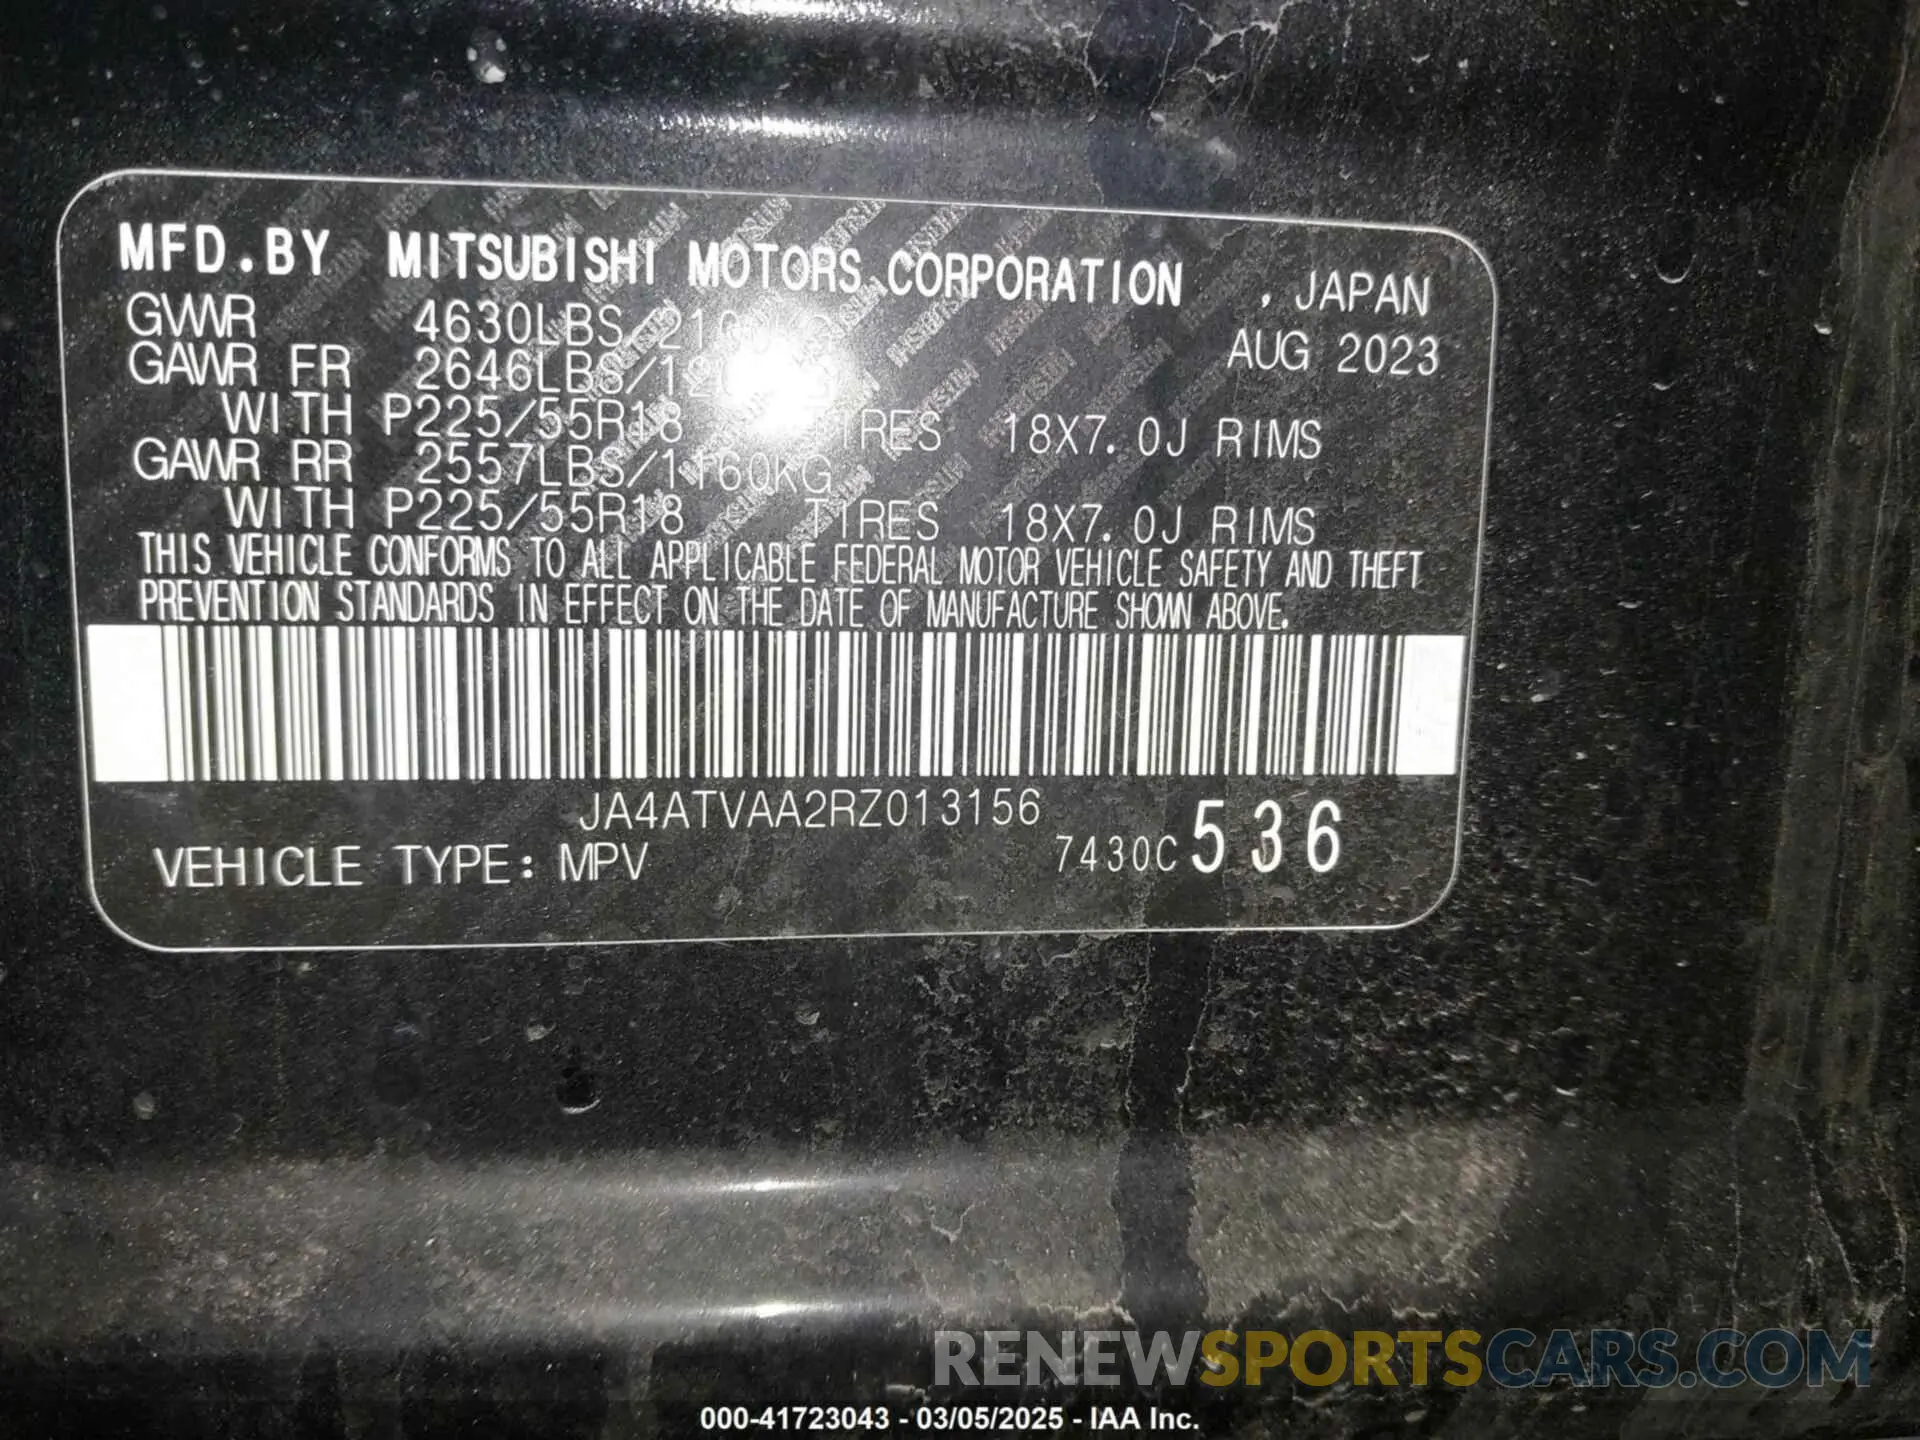 MFD.BY MITSUBISHI MOTORS CORPORATION , JAPAN
GVWR 4630LBS/2100KG AUG 2023
GAWR FR 2646LBS/
WITH P225/55R18 TIRES 18X7.0J RIMS
GAWR RR 2557LBS/1160KG
WITH P225/55R18 TIRES 18X7.0J RIMS
THIS VEHICLE CONFORMS TO ALL APPLICABLE FEDERAL MOTOR VEHICLE SAFETY AND THEFT
PREVENTION STANDARDS IN EFFECT ON THE DATE OF MANUFACTURE SHOWN ABOVE.
JA4ATVAA2RZ013156
VEHICLE TYPE: MPV 7430C 536
RENEWSPORTSCARS.COM
000-41723043 - 03/05/2025 - IAA Inc.